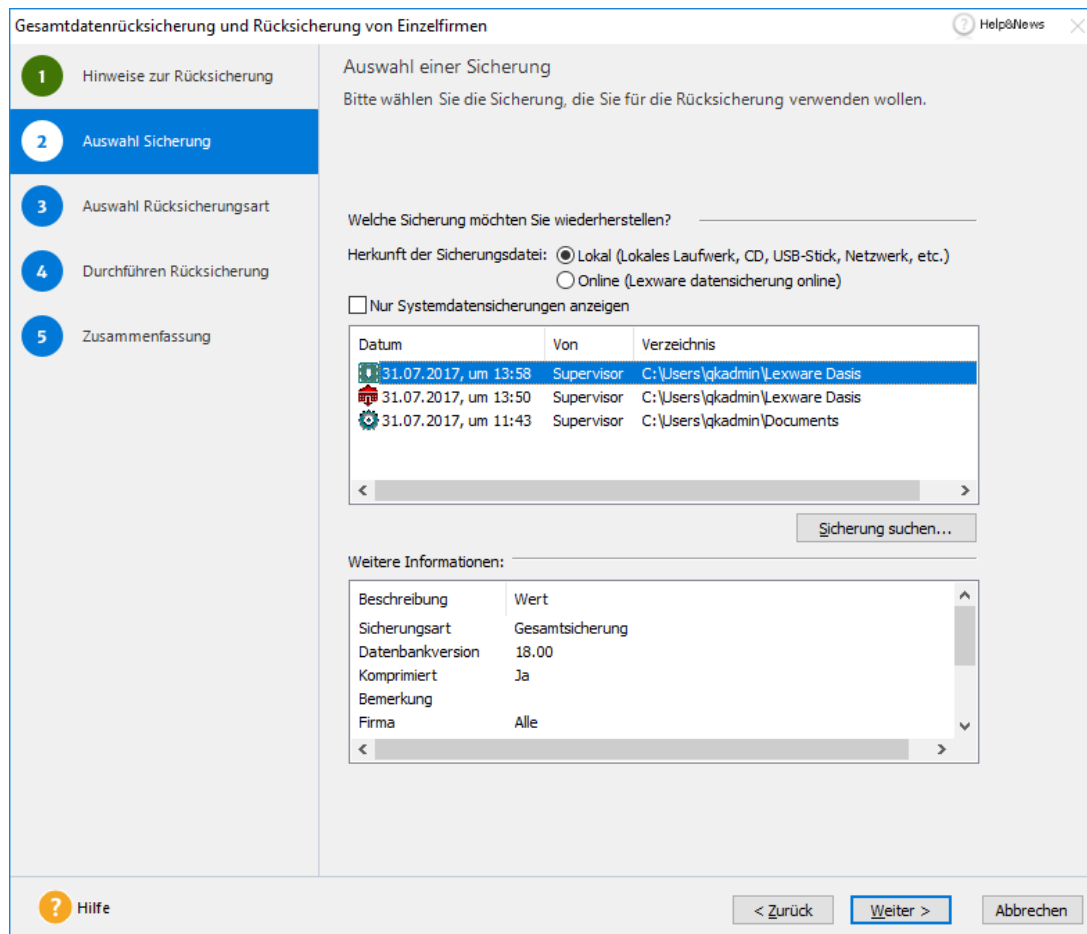 Gesamtdatenrücksicherung und Rücksicherung von Einzelfirmen
? Help&News
1 Hinweise zur Rücksicherung
2 Auswahl Sicherung
3 Auswahl Rücksicherungsart
4 Durchführen Rücksicherung
5 Zusammenfassung
Auswahl einer Sicherung
Bitte wählen Sie die Sicherung, die Sie für die Rücksicherung verwenden wollen.
Welche Sicherung möchten Sie wiederherstellen?
Herkunft der Sicherungsdatei: Lokal (Lokales Laufwerk, CD, USB-Stick, Netzwerk, etc.)
Online (Lexware datensicherung online)
Nur Systemdatensicherungen anzeigen
Datum Von Verzeichnis
31.07.2017, um 13:58 Supervisor C:\Users\qkadmin\Lexware Dasis
31.07.2017, um 13:50 Supervisor C:\Users\qkadmin\Lexware Dasis
31.07.2017, um 11:43 Supervisor C:\Users\qkadmin\Documents
Sicherung suchen...
Weitere Informationen:
Beschreibung Wert
Sicherungsart Gesamtsicherung
Datenbankversion 18.00
Komprimiert Ja
Bemerkung
Firma Alle
? Hilfe
< Zurück Weiter > Abbrechen